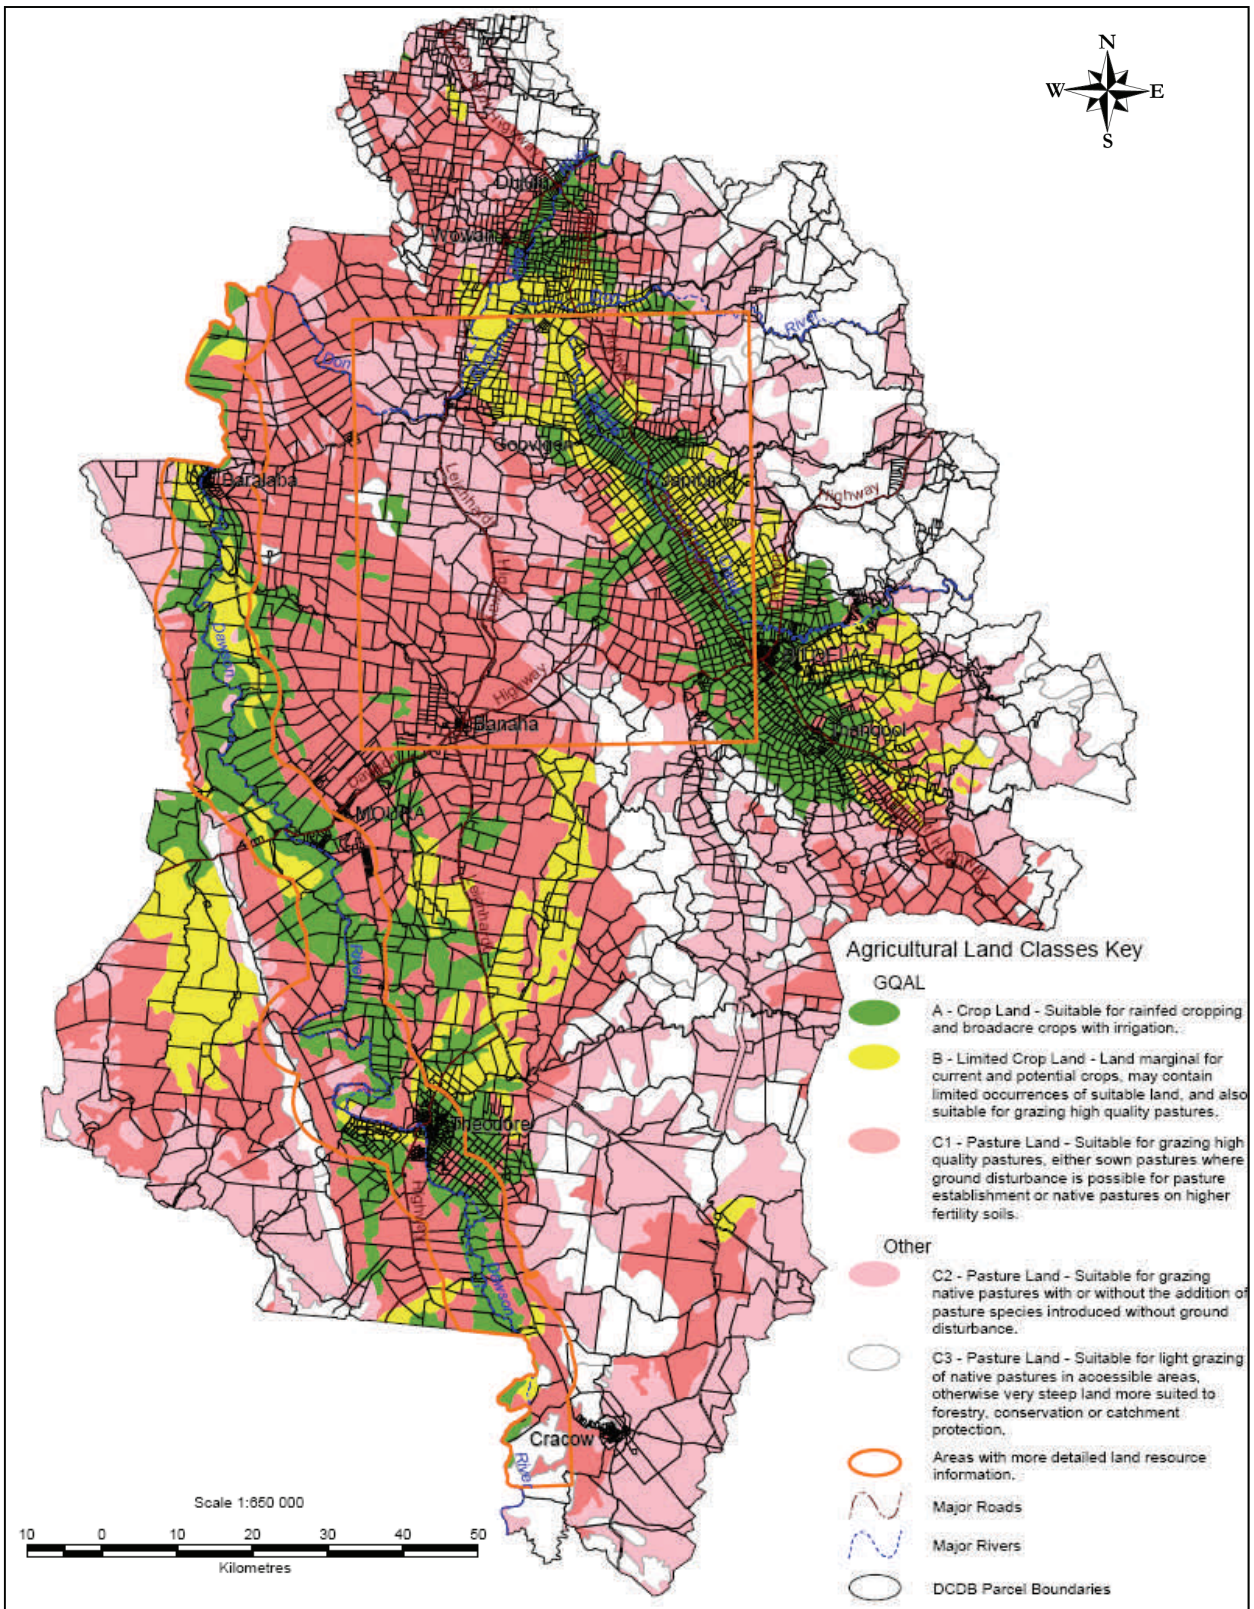 N
W
E
S
Highway
Dululu
Wowan
River
Don
Goovigen
Baralaba
Leichhardt
Highway
Highway
Dawson
Highway
Banana
Thangool
Dawson
MOURA
Leichhardt
River
Theodore
Highway
Dawson
Cracow
River
Agricultural Land Classes Key
GQAL
A - Crop Land - Suitable for rainfed cropping
and broadacre crops with irrigation.
B - Limited Crop Land - Land marginal for
current and potential crops, may contain
limited occurrences of suitable land, and also
suitable for grazing high quality pastures.
C1 - Pasture Land - Suitable for grazing high
quality pastures, either sown pastures where
ground disturbance is possible for pasture
establishment or native pastures on higher
fertility soils.
Other
C2 - Pasture Land - Suitable for grazing
native pastures with or without the addition of
pasture species introduced without ground
disturbance.
C3 - Pasture Land - Suitable for light grazing
of native pastures in accessible areas,
otherwise very steep land more suited to
forestry, conservation or catchment
protection.
Areas with more detailed land resource
information.
Major Roads
Major Rivers
DCDB Parcel Boundaries
Scale 1:650 000
10 0 10 20 30 40 50
Kilometres